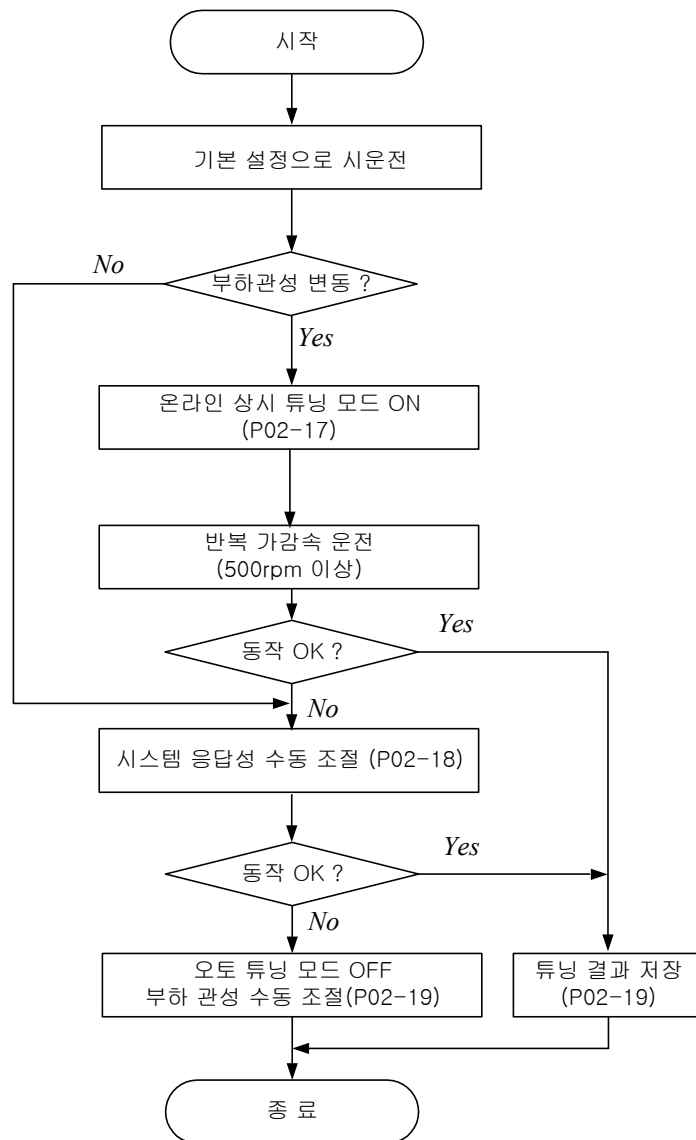 시작
기본 설정으로 시운전
No
부하관성 변동 ?
Yes
온라인 상시 튜닝 모드 ON
(P02-17)
반복 가감속 운전
(500rpm 이상)
Yes
동작 OK ?
No
시스템 응답성 수동 조절 (P02-18)
Yes
동작 OK ?
No
오토 튜닝 모드 OFF
부하 관성 수동 조절(P02-19)
튜닝 결과 저장
(P02-19)
종 료